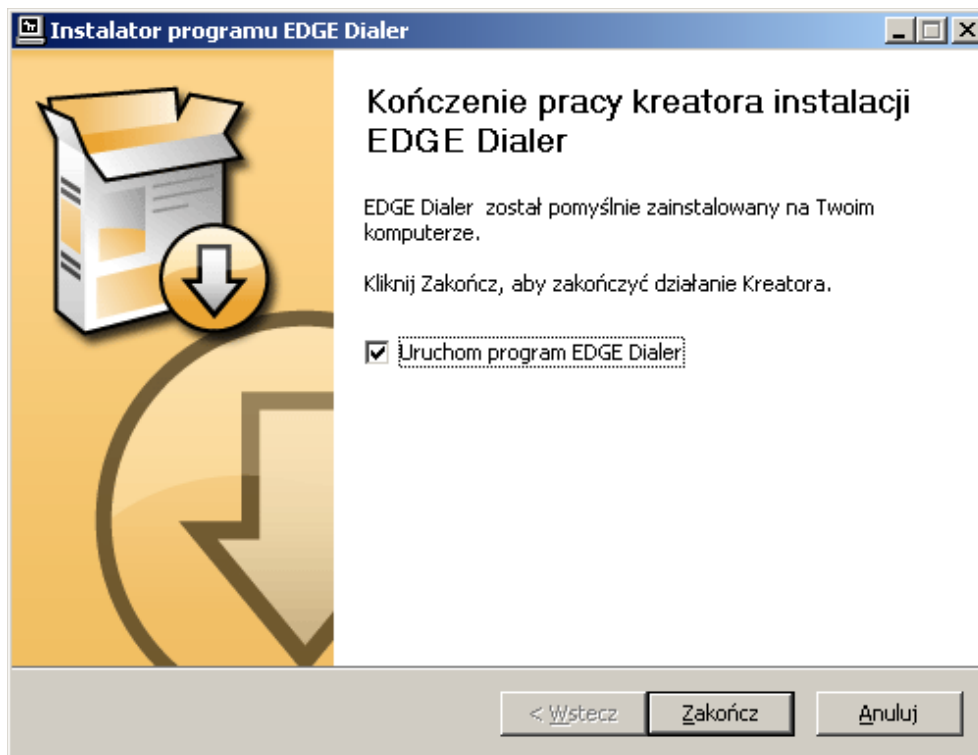 Instalator programu EDGE Dialer
Kończenie pracy kreatora instalacji
EDGE Dialer
EDGE Dialer  został pomyślnie zainstalowany na Twoim
komputerze.
Kliknij Zakończ, aby zakończyć działanie Kreatora.
Uruchom program EDGE Dialer
< Wstecz
Zakończ
Anuluj